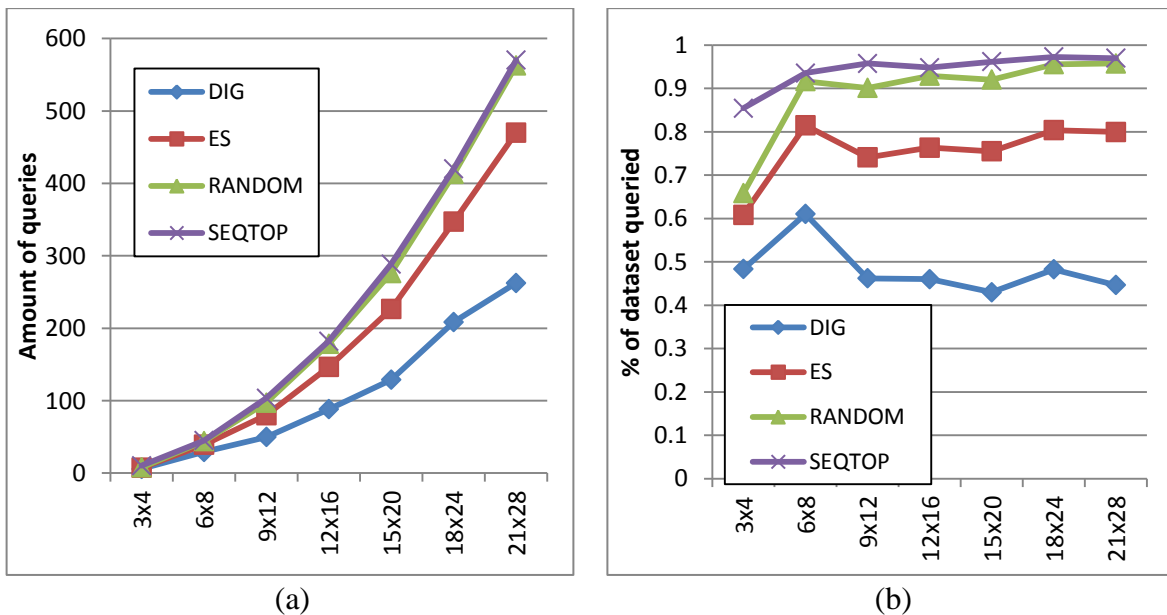 Amount of queries
600
500
400
300
200
100
0
DIG
ES
RANDOM
SEQTOP
3x4
6x8
9x12
12x16
15x20
18x24
21x28
(a)
% of dataset queried
1
0.9
0.8
0.7
0.6
0.5
0.4
0.3
0.2
0.1
0
DIG
ES
RANDOM
SEQTOP
3x4
6x8
9x12
12x16
15x20
18x24
21x28
(b)